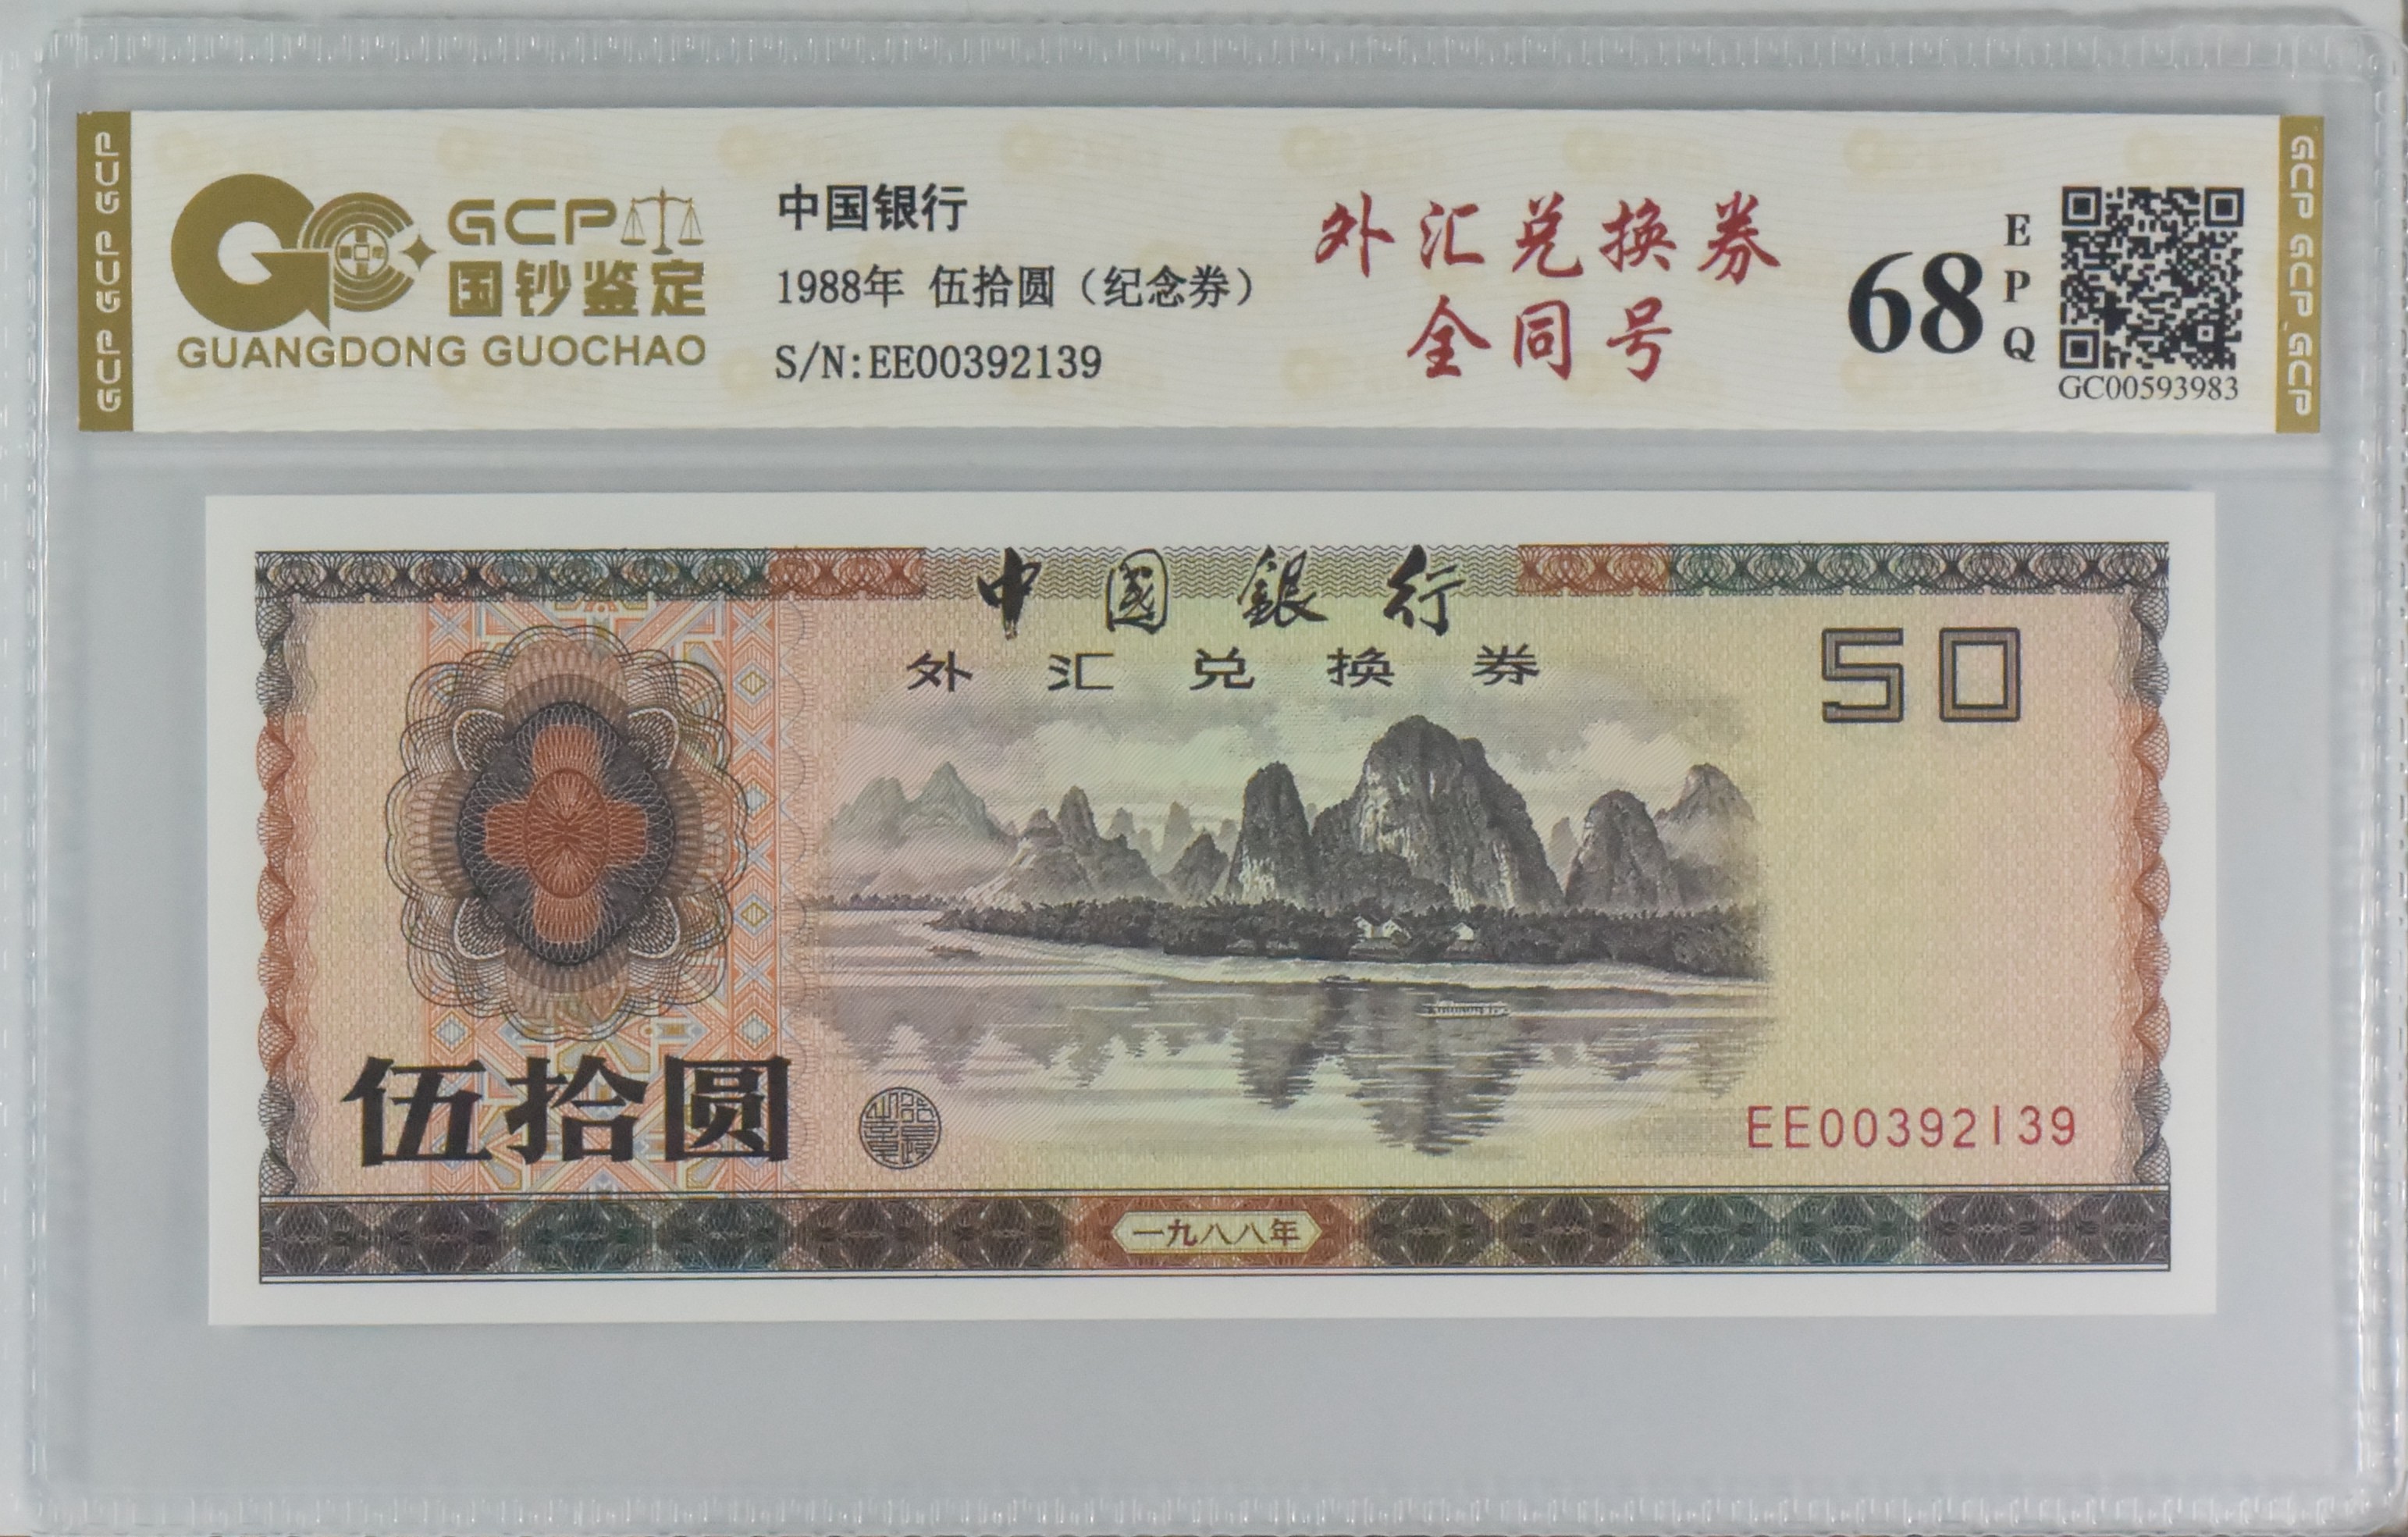 GCP
国钞鉴定
GUANGDONG GUOCHAO
中国银行
1988年 伍拾圆（纪念券）
S/N:EE00392139
外汇兑换券
全同号
68
EPQ
GC00593983
GCP GCP GCP
GCP GCP GCP
中國銀行
外汇兑换券
50
伍拾圆
EE00392139
一九八八年